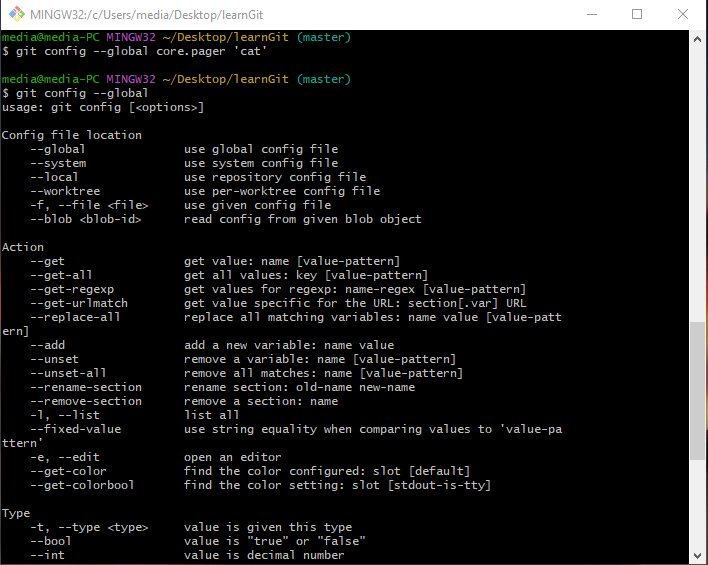 MINGW32:/c/Users/media/Desktop/learnGit
media@media-PC MINGW32 ~/Desktop/learnGit (master)
$ git config --global core.pager 'cat'
media@media-PC MINGW32 ~/Desktop/learnGit (master)
$ git config --global
usage: git config [<options>]
Config file location
--global use global config file
--system use system config file
--local use repository config file
--worktree use per-worktree config file
-f, --file <file> use given config file
--blob <blob-id> read config from given blob object
Action
--get get value: name [value-pattern]
--get-all get all values: key [value-pattern]
--get-regexp get values for regexp: name-regex [value-pattern]
--get-urlmatch get value specific for the URL: section[.var] URL
--replace-all replace all matching variables: name value [value-patt
ern]
--add add a new variable: name value
--unset remove a variable: name [value-pattern]
--unset-all remove all matches: name [value-pattern]
--rename-section rename section: old-name new-name
--remove-section remove a section: name
-l, --list list all
--fixed-value use string equality when comparing values to 'value-pa
ttern'
-e, --edit open an editor
--get-color find the color configured: slot [default]
--get-colorbool find the color setting: slot [stdout-is-tty]
Type
-t, --type <type> value is given this type
--bool value is "true" or "false"
--int value is decimal number